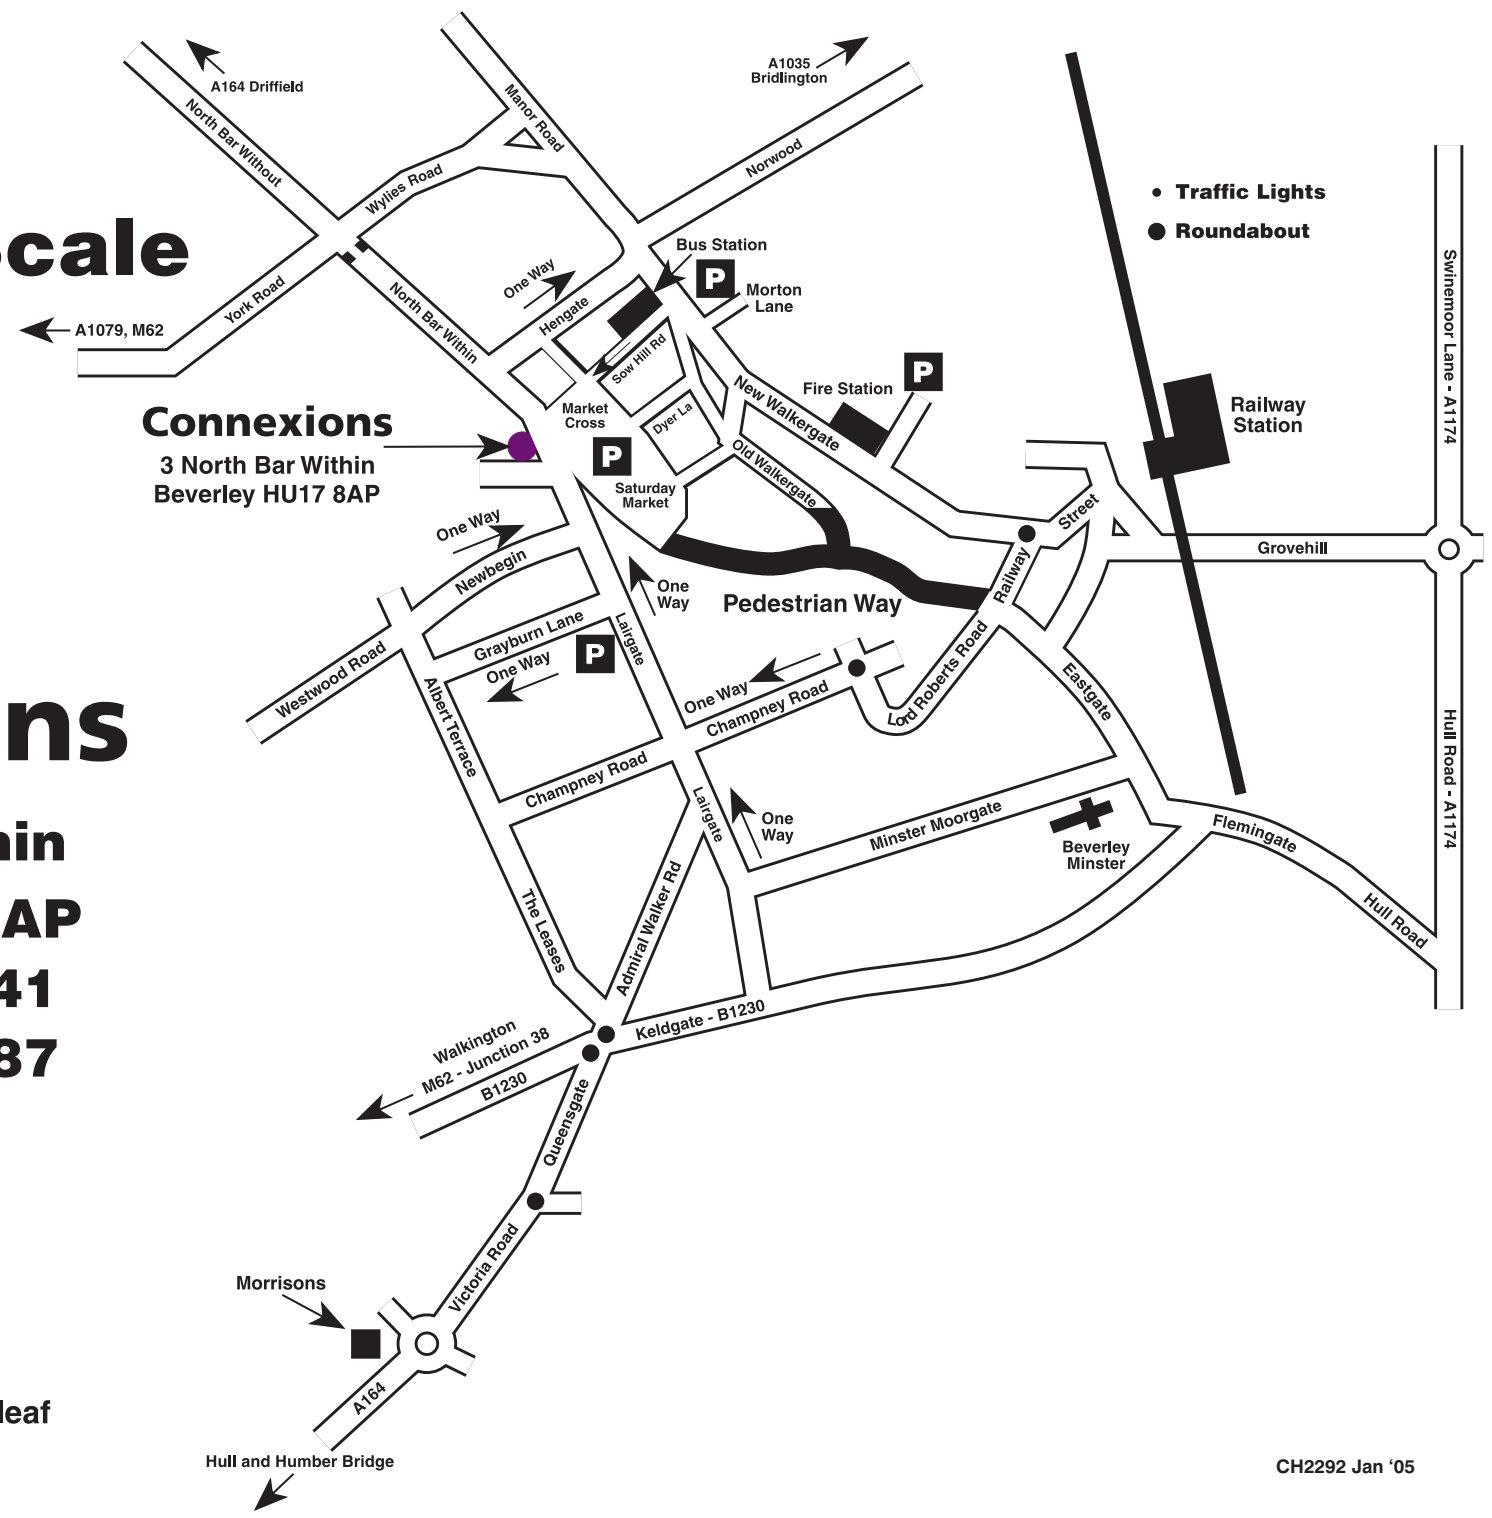 A164 Driffield
A1035
Bridlington
North Bar Without
Manor Road
Norwood
Wylies Road
• Traffic Lights
● Roundabout
cale
York Road
A1079, M62
North Bar Within
One Way
Hengate
Bus Station
P
Morton
Lane
Sow Hill Rd
Market
Cross
Dyer La
P
Saturday
Market
New Walkergate
Old Walkergate
Fire Station
P
Railway
Station
Swinemoor Lane - A1174
Connexions
3 North Bar Within
Beverley HU17 8AP
One Way
Newbegin
Grayburn Lane
One Way
P
Lairgate
One
Way
Pedestrian Way
Railway
Street
Grovehill
Westwood Road
Albert Terrace
One Way
Champney Road
Champney Road
Lord Roberts Road
Eastgate
Hull Road - A1174
ns
Lairgate
One
Way
Minster Moorgate
Beverley
Minster
Flemingate
Hull Road
hin
AP
41
87
The Leases
Admiral Walker Rd
Keldgate - B1230
Walkington
M62 - Junction 38
B1230
Queensgate
Victoria Road
Morrisons
A164
leaf
Hull and Humber Bridge
CH2292 Jan ‘05